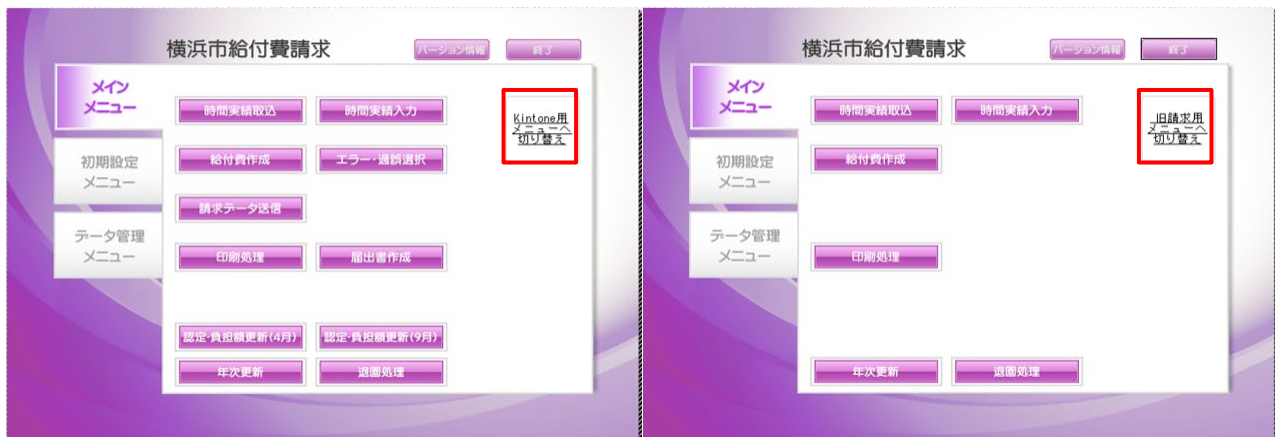 横浜市給付費請求
バージョン情報
終了
メイン
メニュー
時間実績取込
時間実績入力
Kintone用
メニューへ
切り替え
初期設定
メニュー
給付費作成
エラー・過誤選択
請求データ送信
データ管理
メニュー
印刷処理
届出書作成
認定・負担額更新(4月)
認定・負担額更新(9月)
年次更新
退園処理
横浜市給付費請求
バージョン情報
終了
メイン
メニュー
時間実績取込
時間実績入力
旧請求用
メニューへ
切り替え
初期設定
メニュー
給付費作成
データ管理
メニュー
印刷処理
年次更新
退園処理